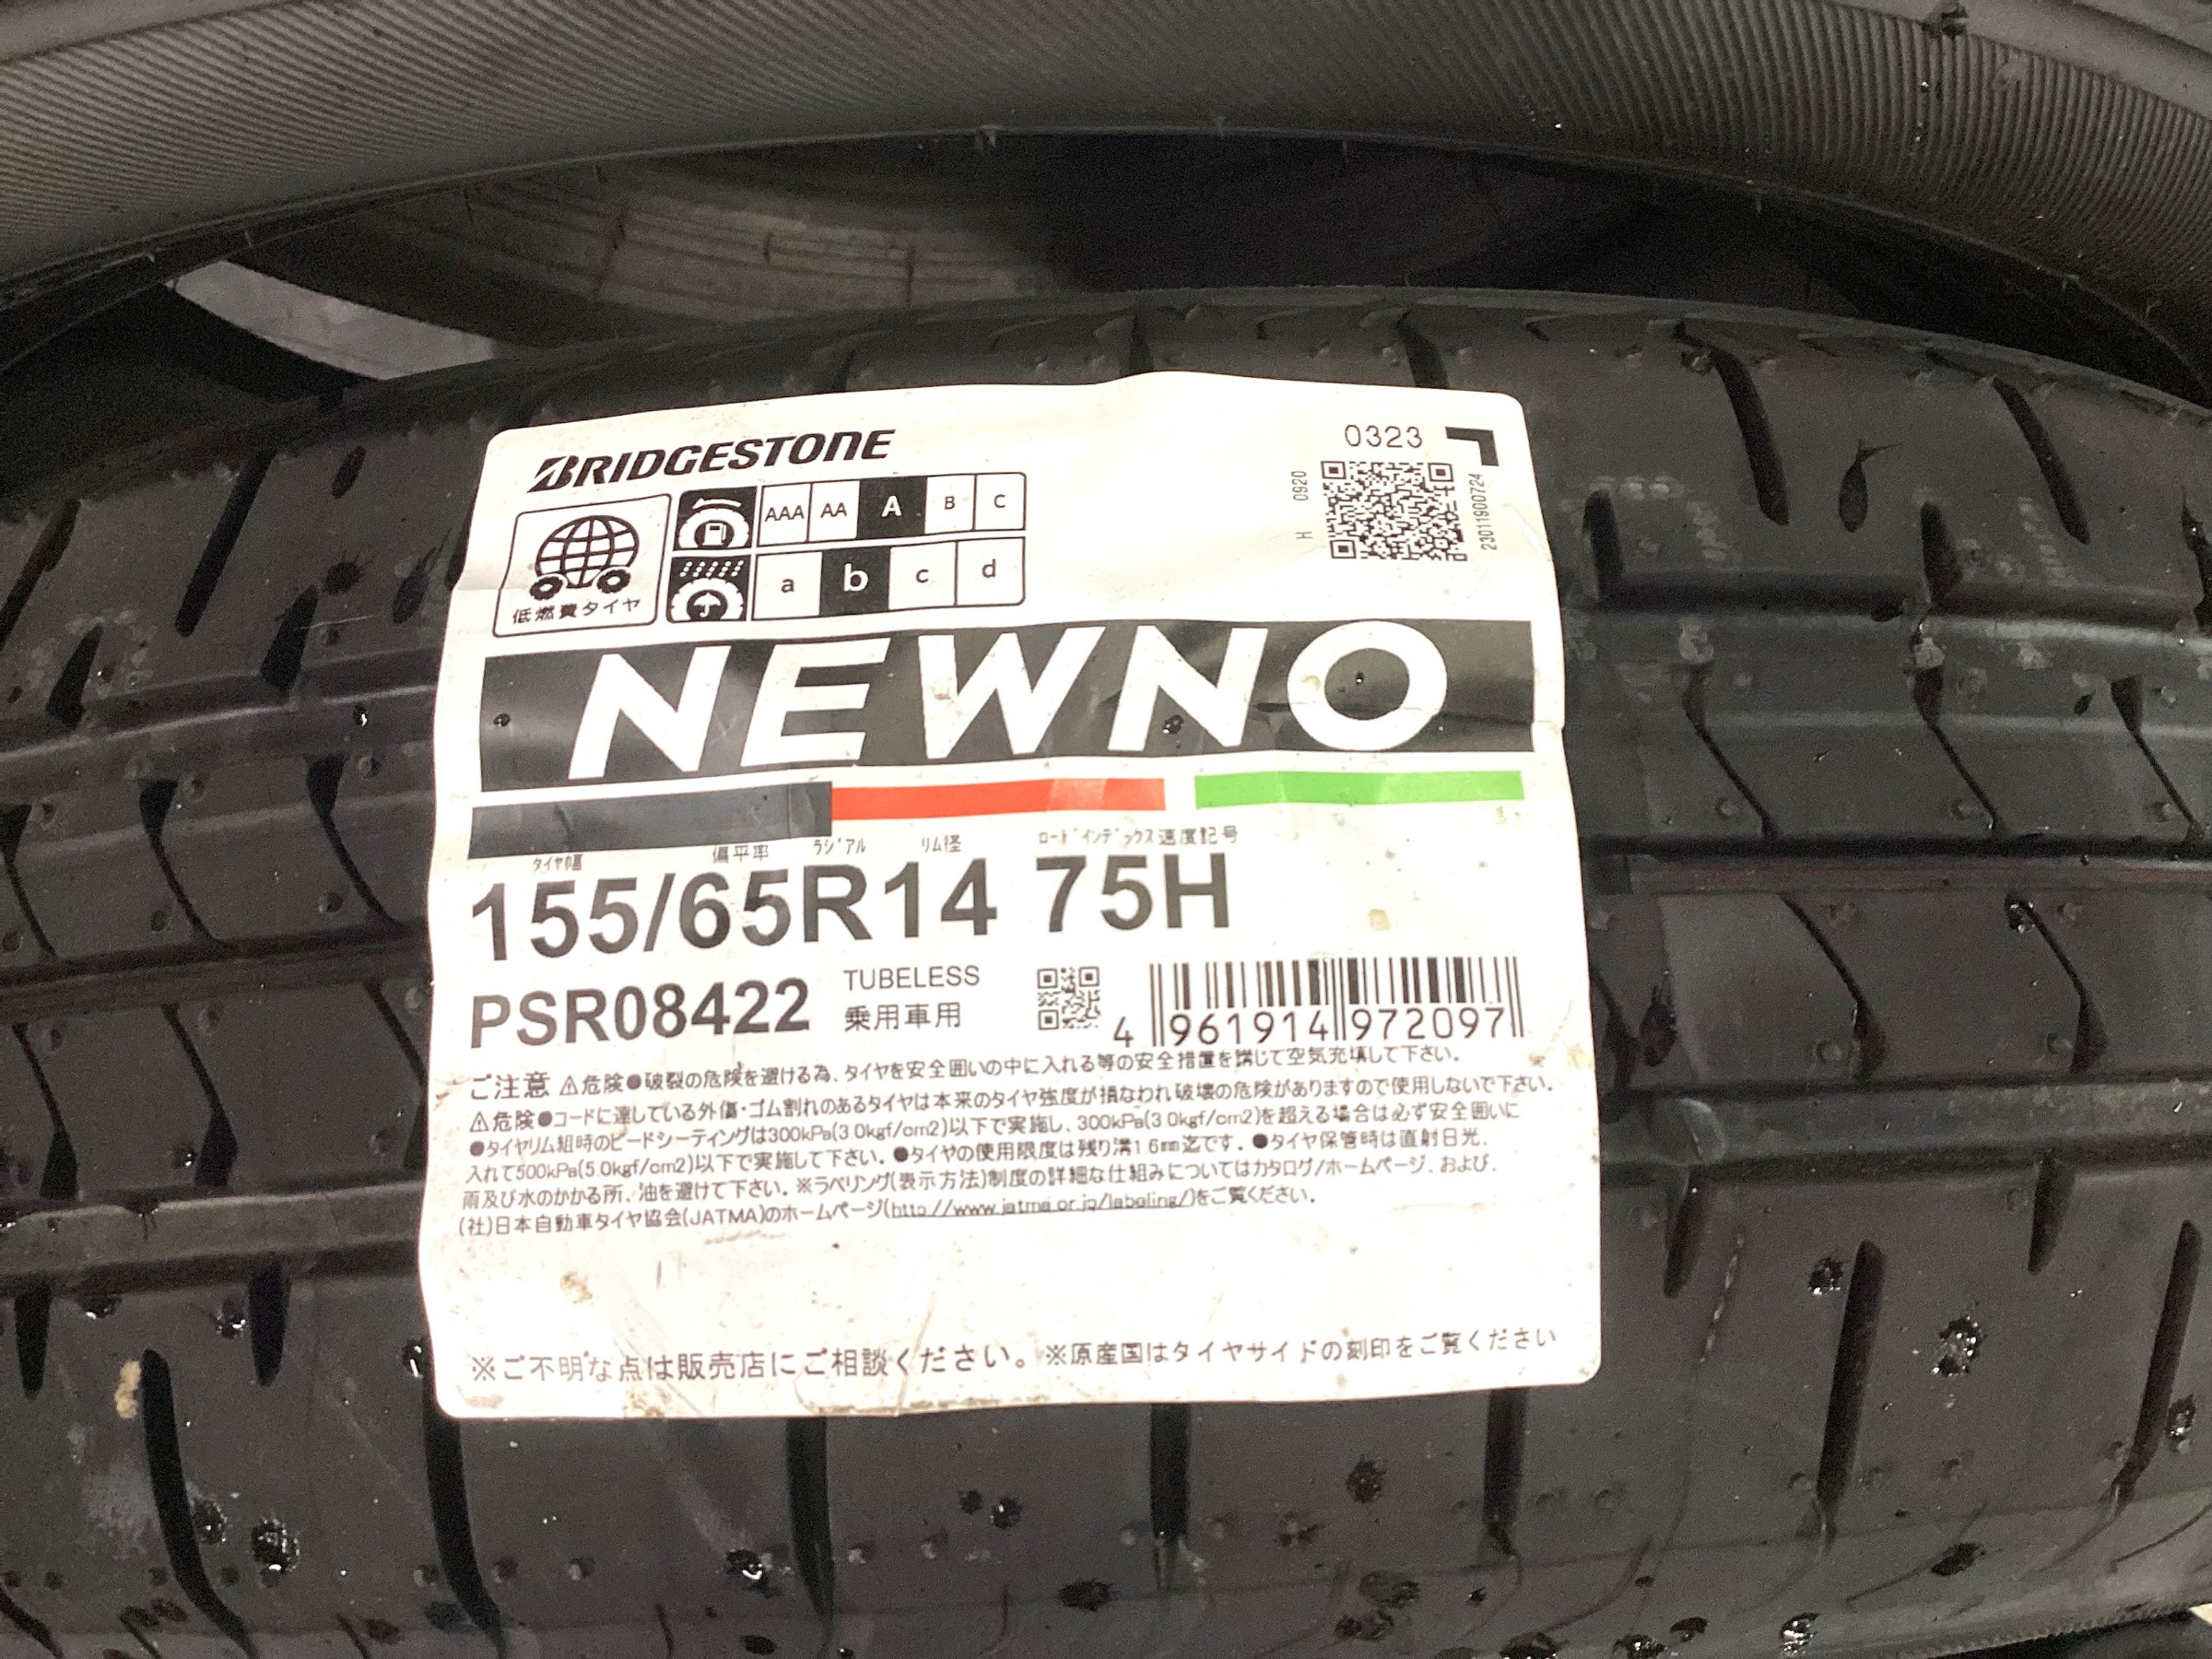 BRIDGESTONE
0323
H 0920
230119G0724
低燃費タイヤ
AAA AA A B C
a b c d
NEWNO
タイヤ幅 偏平率 ラジアル リム径 ロードインデックス 速度記号
155/65R14 75H
PSR08422
TUBELESS
乗用車用
4 961914 972097
ご注意 ⚠危険●破裂の危険を避ける為、タイヤを安全囲いの中に入れる等の安全措置を講じて空気充填して下さい。
⚠危険●コードに達している外傷・ゴム割れのあるタイヤは本来のタイヤ強度が損なわれ破壊の危険がありますので使用しないで下さい。
●タイヤリム組時のビードシーティングは300kPa(3.0kgf/cm2)以下で実施し、300kPa(3.0kgf/cm2)を超える場合は必ず安全囲いに
入れて500kPa(5.0kgf/cm2)以下で実施して下さい。●タイヤの使用限度は残り溝1.6mm迄です。●タイヤ保管時は直射日光、
雨及び水のかかる所、油を避けて下さい。※ラベリング(表示方法)制度の詳細な仕組みについてはカタログ/ホームページ、および、
(社)日本自動車タイヤ協会(JATMA)のホームページ(http://www.jatma.or.jp/labeling/)をご覧ください。
※ご不明な点は販売店にご相談ください。※原産国はタイヤサイドの刻印をご覧ください